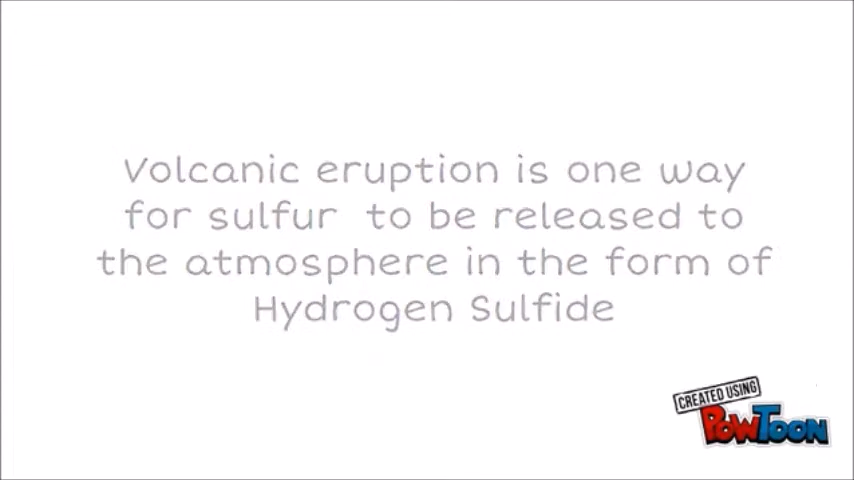 Volcanic eruption is one way
for sulfur to be released to
the atmosphere in the form of
Hydrogen Sulfide
CREATED USING
POWTOON